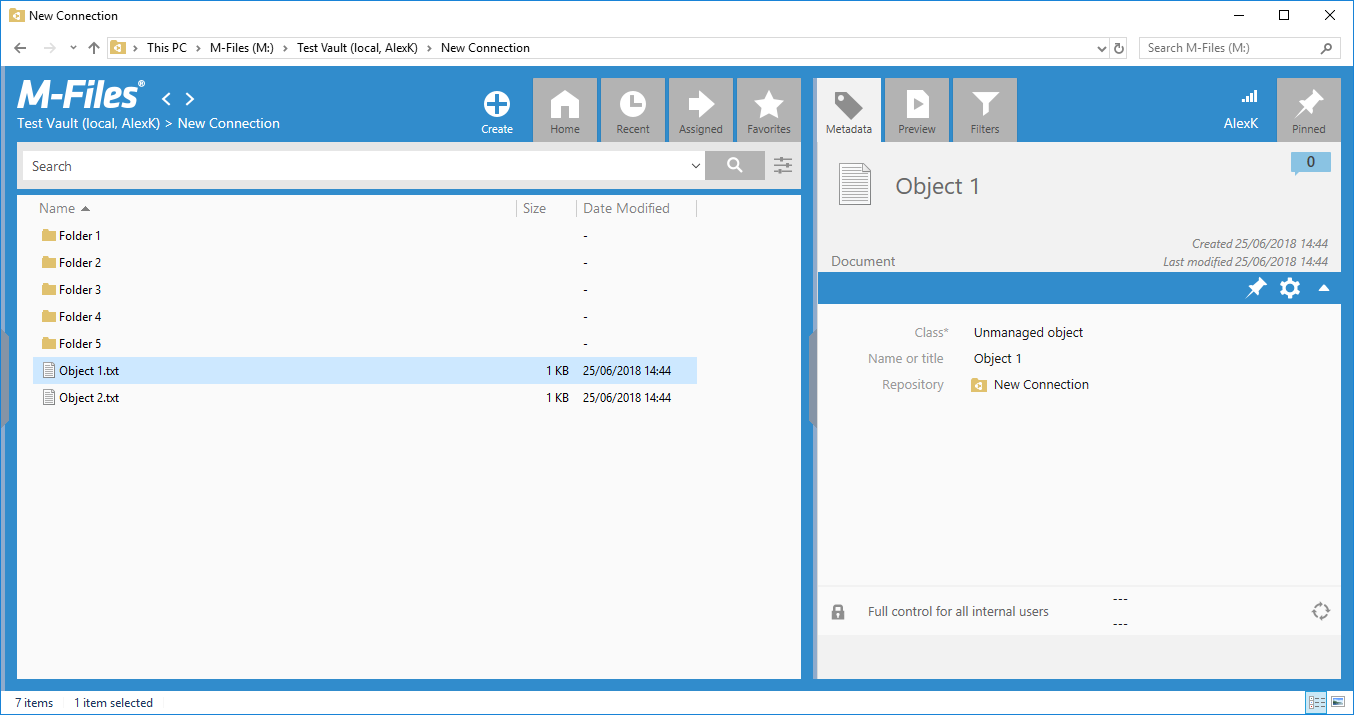 New Connection
This PC > M-Files (M:) > Test Vault (local, AlexK) > New Connection
Search M-Files (M:)
M-Files®
Test Vault (local, AlexK) > New Connection
Create
Home
Recent
Assigned
Favorites
Metadata
Preview
Filters
AlexK
Pinned
Search
Name
Size
Date Modified
Folder 1 -
Folder 2 -
Folder 3 -
Folder 4 -
Folder 5 -
Object 1.txt 1 KB 25/06/2018 14:44
Object 2.txt 1 KB 25/06/2018 14:44
0
Object 1
Created 25/06/2018 14:44
Document
Last modified 25/06/2018 14:44
Class* Unmanaged object
Name or title Object 1
Repository New Connection
---
Full control for all internal users
---
7 items 1 item selected